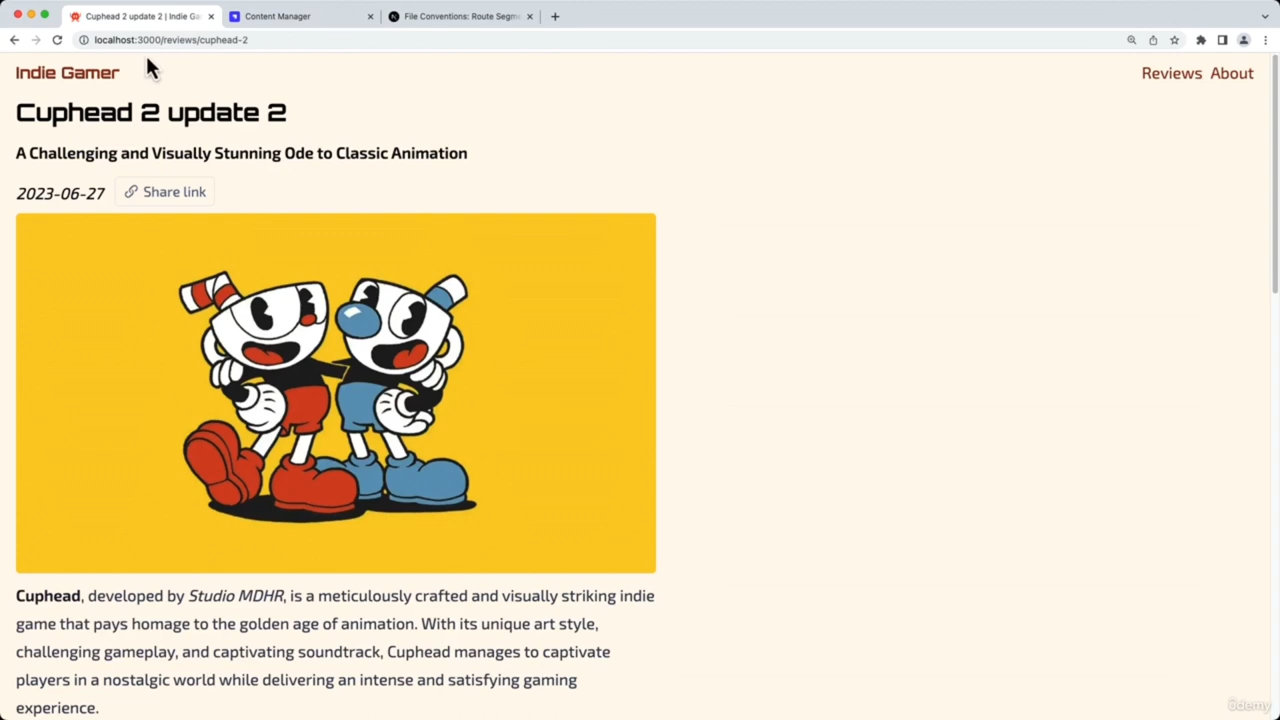 Cuphead 2 update 2 | Indie Ga
Content Manager
File Conventions: Route Segme
localhost:3000/reviews/cuphead-2
Indie Gamer
Reviews About
Cuphead 2 update 2
A Challenging and Visually Stunning Ode to Classic Animation
2023-06-27
Share link
Cuphead, developed by Studio MDHR, is a meticulously crafted and visually striking indie
game that pays homage to the golden age of animation. With its unique art style,
challenging gameplay, and captivating soundtrack, Cuphead manages to captivate
players in a nostalgic world while delivering an intense and satisfying gaming
experience.
ûdemy